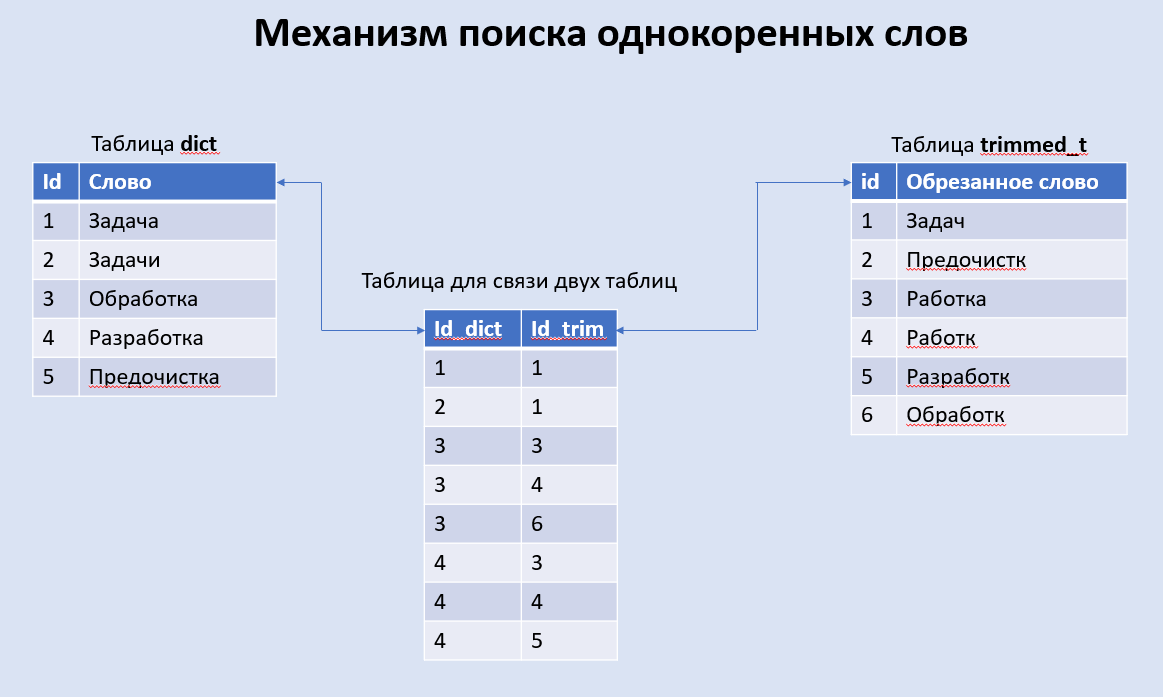 Механизм поиска однокоренных слов
Таблица dict
Id Слово
1 Задача
2 Задачи
3 Обработка
4 Разработка
5 Предочистка
Таблица для связи двух таблиц
Id_dict Id_trim
1 1
2 1
3 3
3 4
3 6
4 3
4 4
4 5
Таблица trimmed_t
id Обрезанное слово
1 Задач
2 Предочистк
3 Работка
4 Работк
5 Разработк
6 Обработк